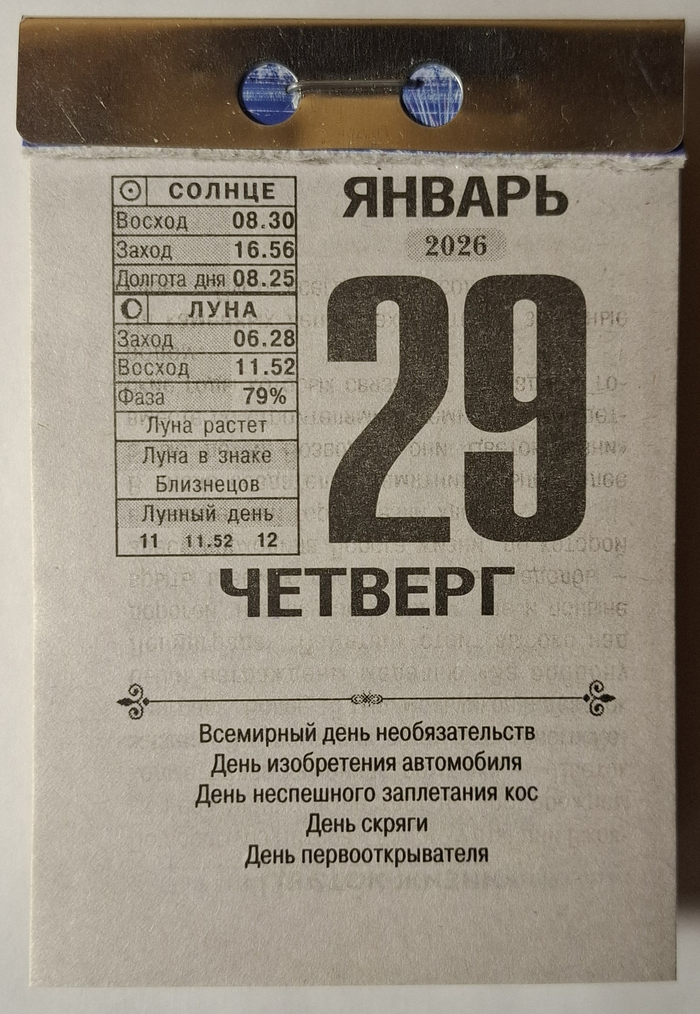 СОЛНЦЕ
Восход 08.30
Заход 16.56
Долгота дня 08.25
ЛУНА
Заход 06.28
Восход 11.52
Фаза 79%
Луна растет
Луна в знаке
Близнецов
Лунный день
11 11.52 12
ЯНВАРЬ
2026
29
ЧЕТВЕРГ
Всемирный день необязательств
День изобретения автомобиля
День неспешного заплетания кос
День скряги
День первооткрывателя